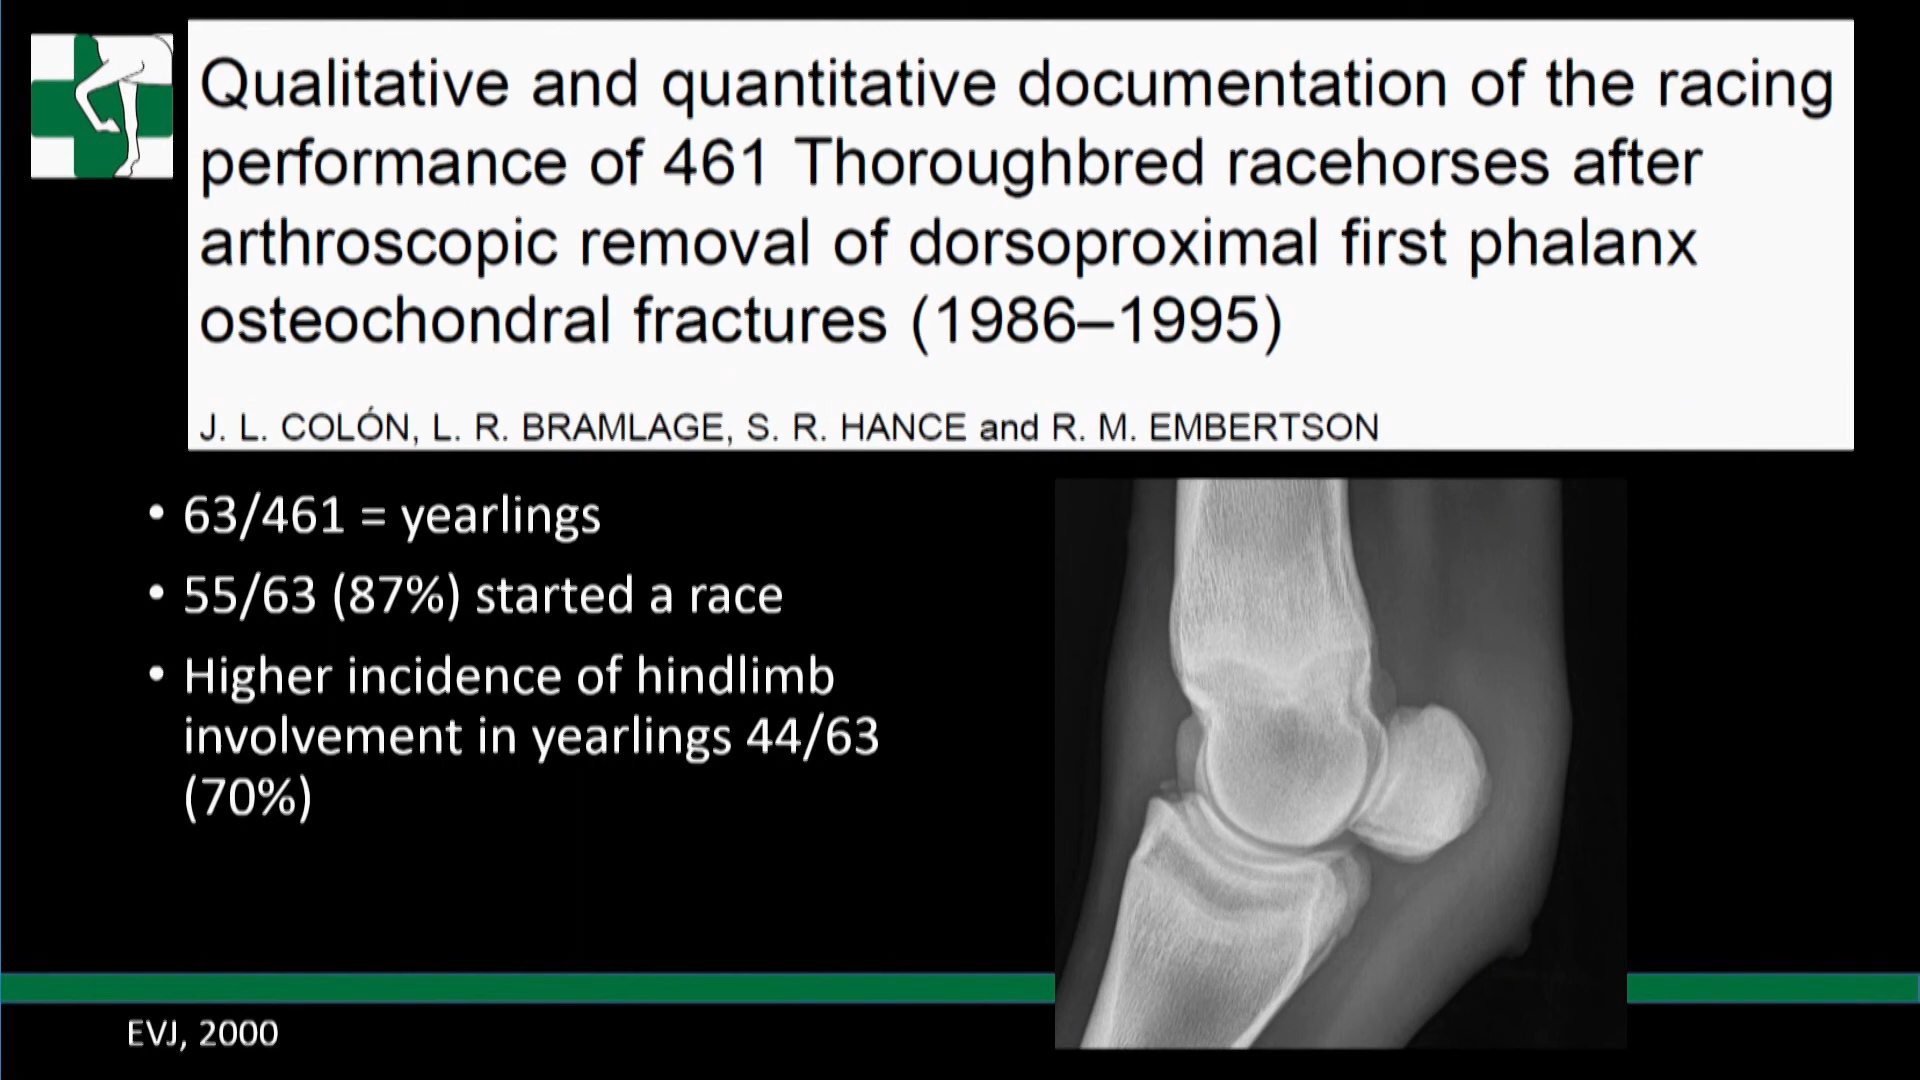 Qualitative and quantitative documentation of the racing
performance of 461 Thoroughbred racehorses after
arthroscopic removal of dorsoproximal first phalanx
osteochondral fractures (1986–1995)
J. L. COLÓN, L. R. BRAMLAGE, S. R. HANCE and R. M. EMBERTSON
• 63/461 = yearlings
• 55/63 (87%) started a race
• Higher incidence of hindlimb
involvement in yearlings 44/63
(70%)
EVJ, 2000